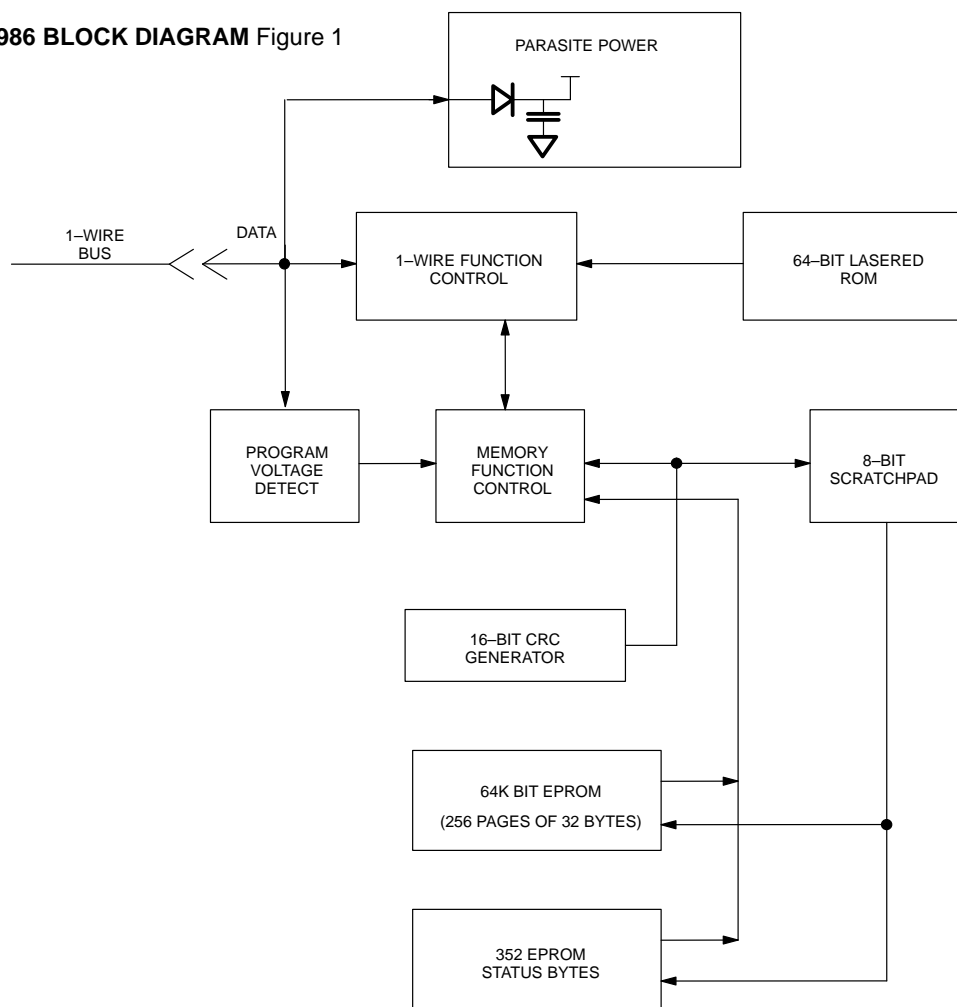 986 BLOCK DIAGRAM Figure 1
PARASITE POWER
1–WIRE
BUS
DATA
1–WIRE FUNCTION
CONTROL
64–BIT LASERED
ROM
PROGRAM
VOLTAGE
DETECT
MEMORY
FUNCTION
CONTROL
8–BIT
SCRATCHPAD
16–BIT CRC
GENERATOR
64K BIT EPROM
(256 PAGES OF 32 BYTES)
352 EPROM
STATUS BYTES